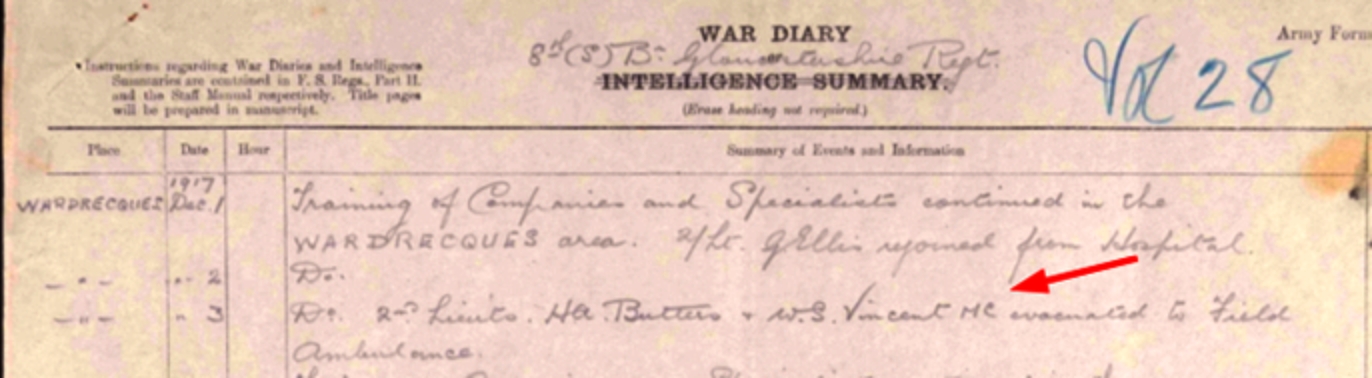 WAR DIARY
Army Form
8th (S) Bn Gloucestershire Regt.
Instructions regarding War Diaries and Intelligence
Summaries are contained in F. S. Regs., Part II.
and the Staff Manual respectively. Title pages
will be prepared in manuscript.
INTELLIGENCE SUMMARY.
Vol 28
(Erase heading not required.)
Place Date Hour Summary of Events and Information
1917
WARDRECQUES Dec. 1 Training of Companies and Specialists continued in the
WARDRECQUES area. 2/Lt. G Ellis rejoined from Hospital.
— " — " 2 Do.
— " — " 3 Do. 2nd Lieuts. HA. Butters + W.S. Vincent MC evacuated to Field
Ambulance.